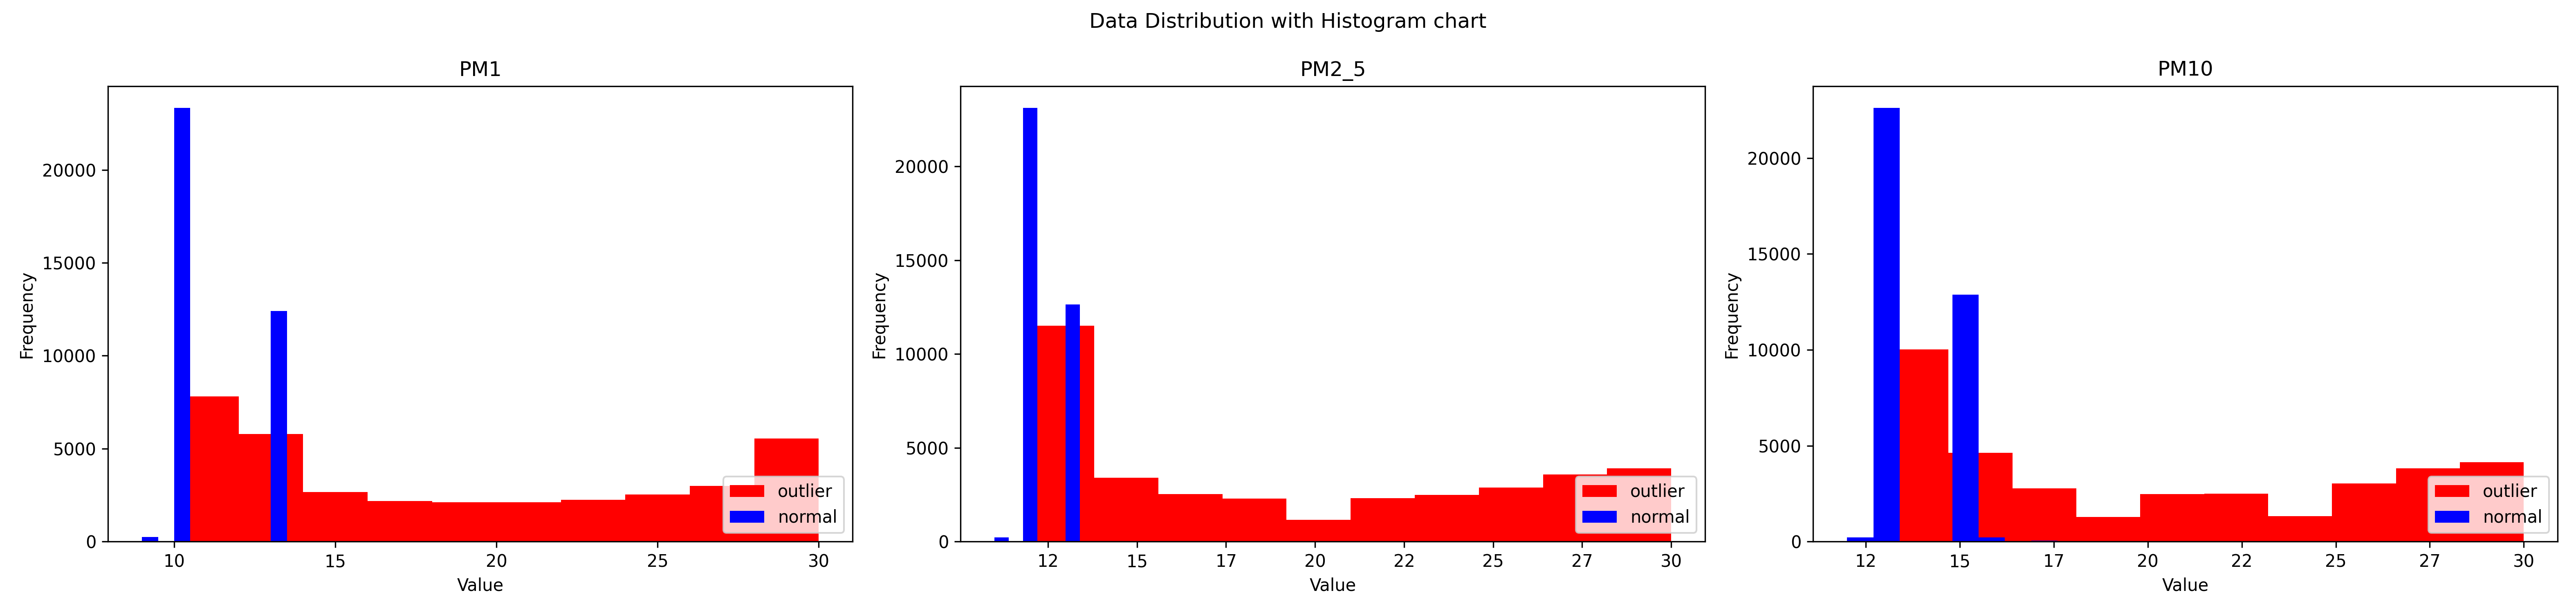 Data Distribution with Histogram chart
PM1
Frequency
20000
15000
10000
5000
0
10 15 20 25 30
Value
outlier
normal
PM2_5
Frequency
20000
15000
10000
5000
0
12 15 17 20 22 25 27 30
Value
outlier
normal
PM10
Frequency
20000
15000
10000
5000
0
12 15 17 20 22 25 27 30
Value
outlier
normal